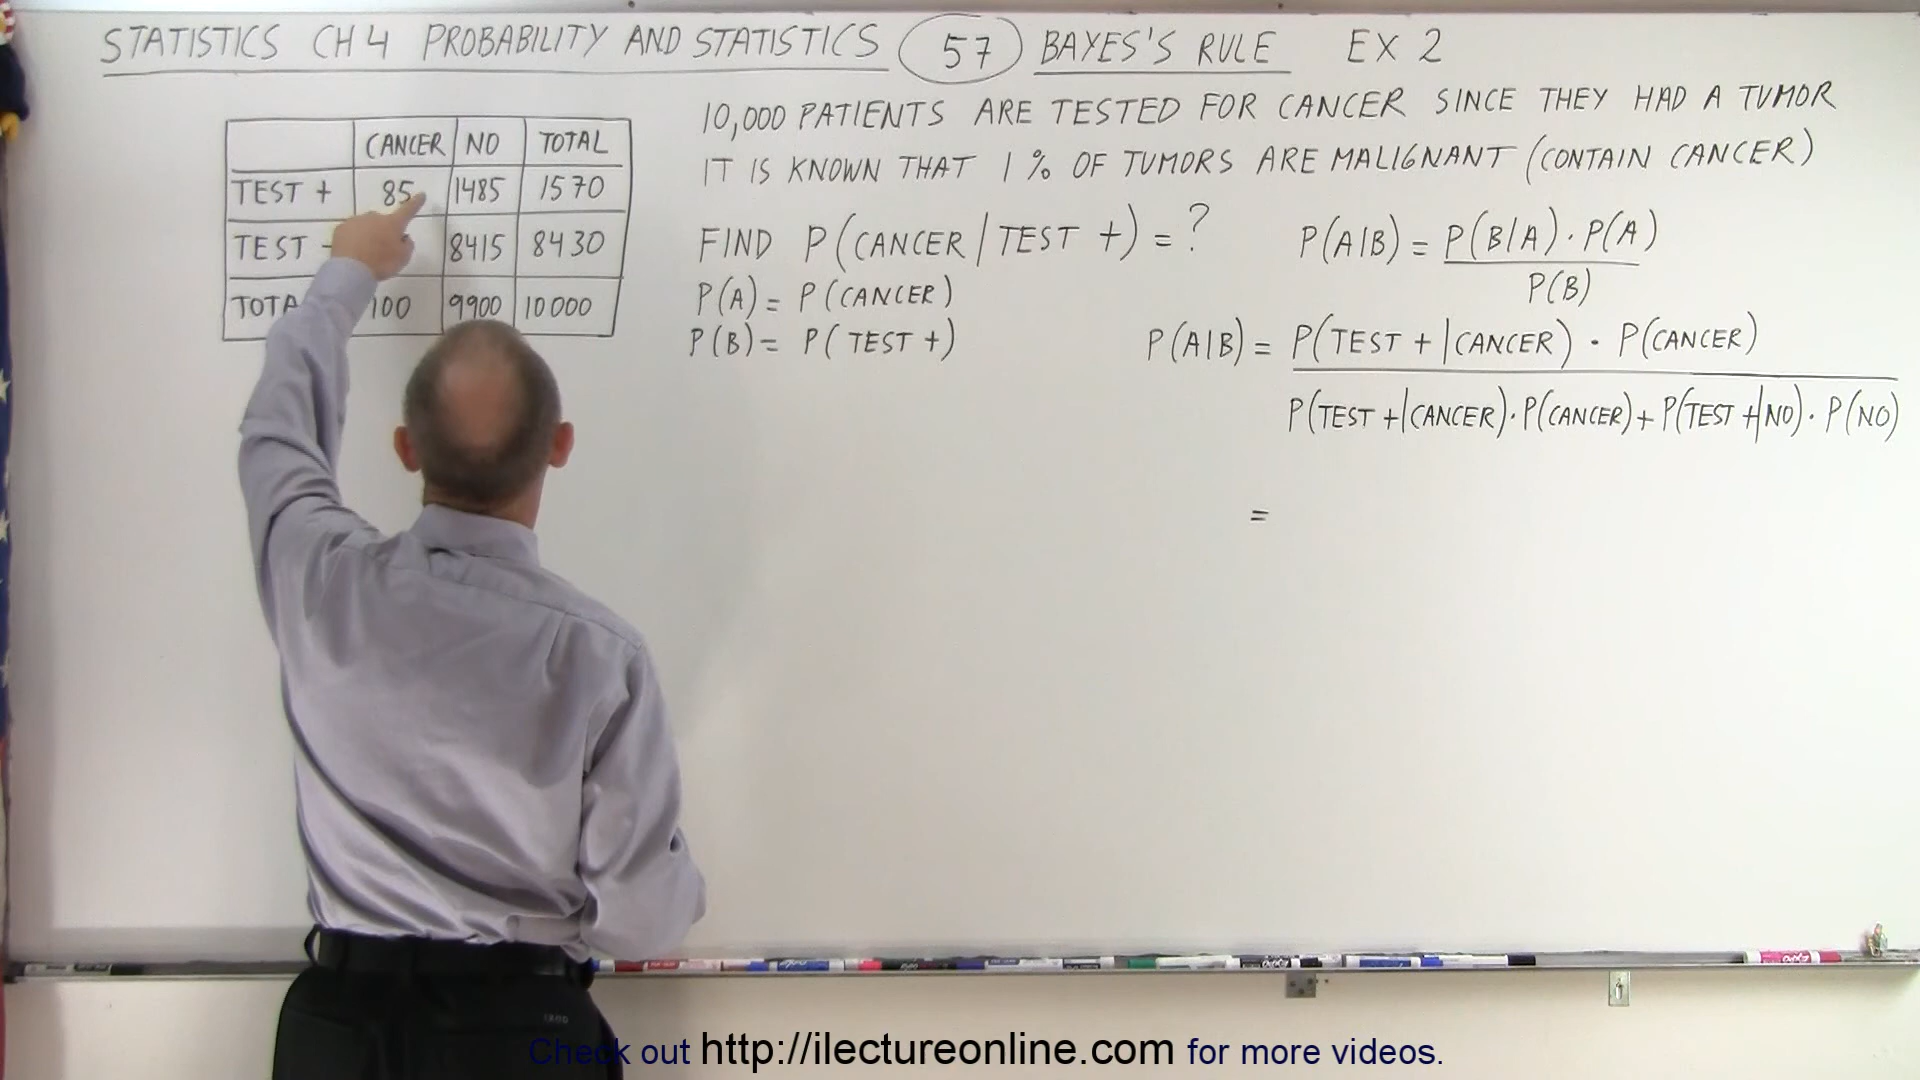 STATISTICS CH 4 PROBABILITY AND STATISTICS 57 BAYES'S RULE EX 2
CANCER NO TOTAL
TEST + 85 1485 1570
TEST - 8415 8430
TOTA 100 9900 10000
10,000 PATIENTS ARE TESTED FOR CANCER SINCE THEY HAD A TUMOR
IT IS KNOWN THAT 1 % OF TUMORS ARE MALIGNANT (CONTAIN CANCER)
FIND P(CANCER/TEST +) = ?
P(A) = P(CANCER)
P(B) = P(TEST +)
P(A|B) = P(B/A) · P(A)
P(B)
P(A|B) = P(TEST + |CANCER) · P(CANCER)
P(TEST +|CANCER)·P(CANCER) + P(TEST +|NO) · P(NO)
=
Check out http://ilectureonline.com for more videos.